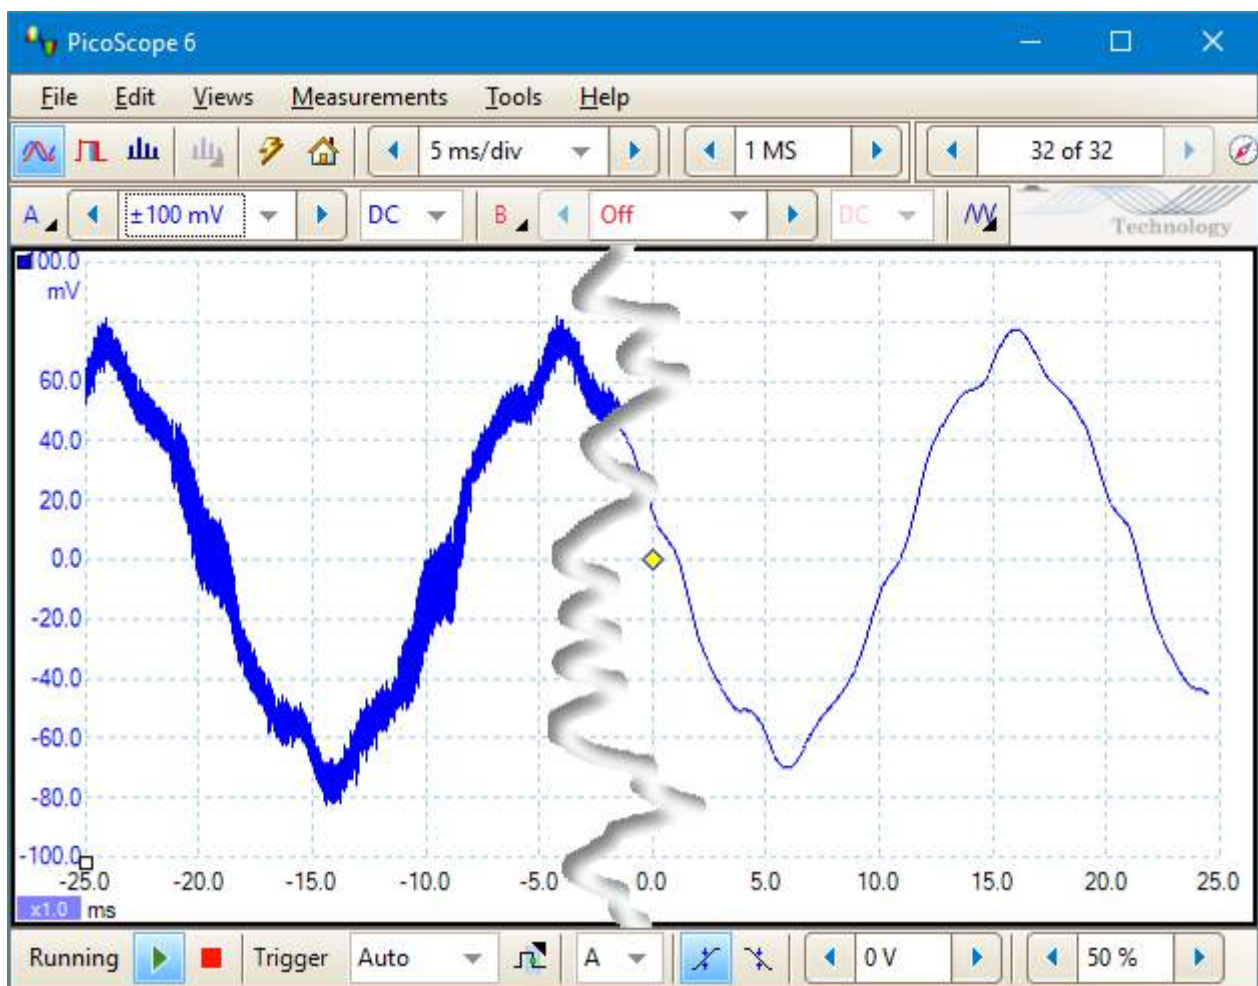 PicoScope 6
File Edit Views Measurements Tools Help
5 ms/div 1 MS 32 of 32
A ±100 mV DC B Off DC
Technology
100.0
mV
60.0
40.0
20.0
0.0
-20.0
-40.0
-60.0
-80.0
-100.0
-25.0 -20.0 -15.0 -10.0 -5.0 0.0 5.0 10.0 15.0 20.0 25.0
x1.0 ms
Running Trigger Auto A 0 V 50 %